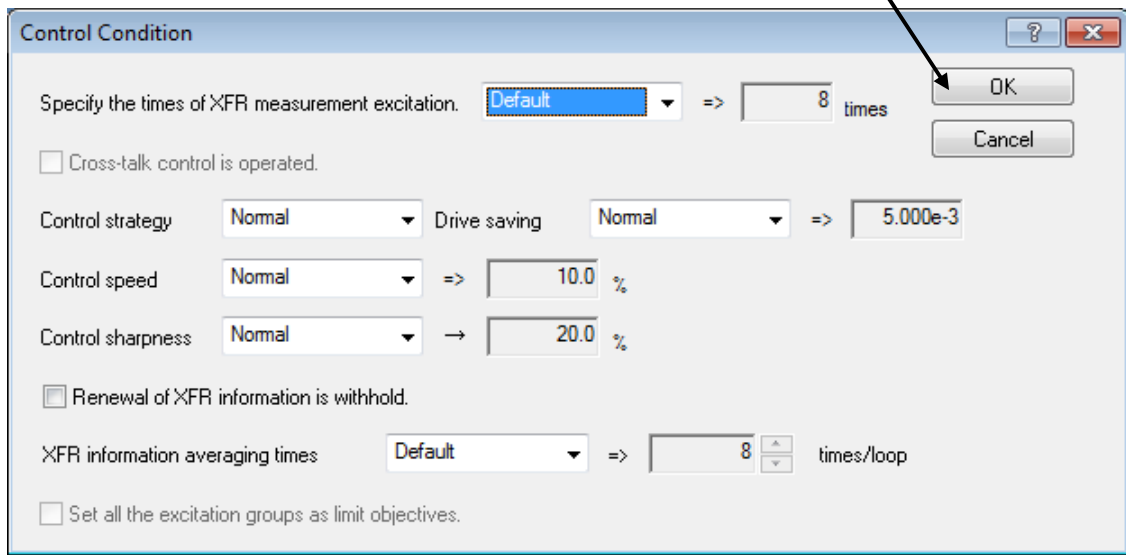 Control Condition
Specify the times of XFR measurement excitation. Default => 8 times OK
Cancel
Cross-talk control is operated.
Control strategy Normal Drive saving Normal => 5.000e-3
Control speed Normal => 10.0 %
Control sharpness Normal → 20.0 %
Renewal of XFR information is withhold.
XFR information averaging times Default => 8 times/loop
Set all the excitation groups as limit objectives.